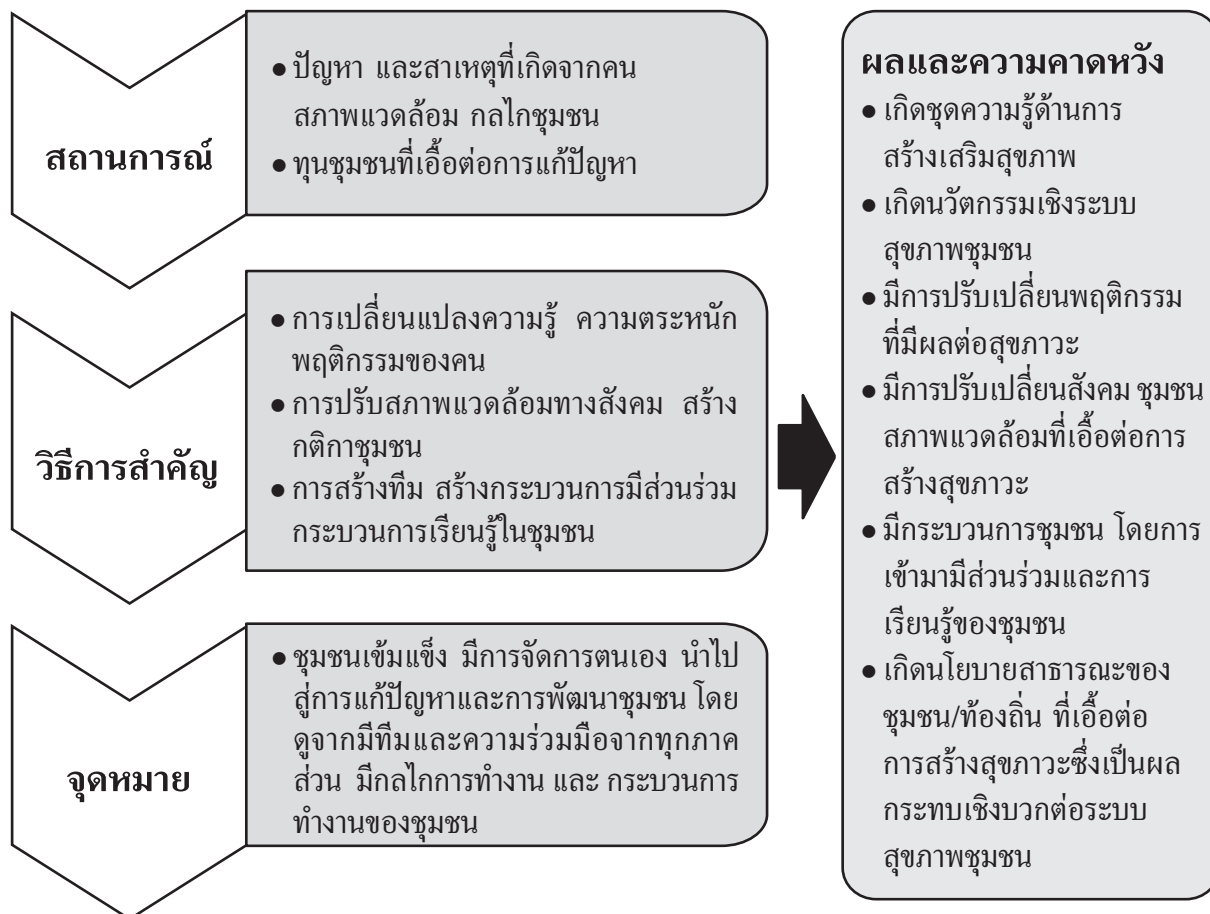 สถานการณ์
● ปัญหา และสาเหตุที่เกิดจากคน
สภาพแวดล้อม กลไกชุมชน
● ทุนชุมชนที่เอื้อต่อการแก้ปัญหา
วิธีการสำคัญ
● การเปลี่ยนแปลงความรู้ ความตระหนัก
พฤติกรรมของคน
● การปรับสภาพแวดล้อมทางสังคม สร้าง
กติกาชุมชน
● การสร้างทีม สร้างกระบวนการมีส่วนร่วม
กระบวนการเรียนรู้ในชุมชน
จุดหมาย
● ชุมชนเข้มแข็ง มีการจัดการตนเอง นำไป
สู่การแก้ปัญหาและการพัฒนาชุมชน โดย
ดูจากมีทีมและความร่วมมือจากทุกภาค
ส่วน มีกลไกการทำงาน และ กระบวนการ
ทำงานของชุมชน
ผลและความคาดหวัง
● เกิดชุดความรู้ด้านการ
สร้างเสริมสุขภาพ
● เกิดนวัตกรรมเชิงระบบ
สุขภาพชุมชน
● มีการปรับเปลี่ยนพฤติกรรม
ที่มีผลต่อสุขภาวะ
● มีการปรับเปลี่ยนสังคม ชุมชน
สภาพแวดล้อมที่เอื้อต่อการ
สร้างสุขภาวะ
● มีกระบวนการชุมชน โดยการ
เข้ามามีส่วนร่วมและการ
เรียนรู้ของชุมชน
● เกิดนโยบายสาธารณะของ
ชุมชน/ท้องถิ่น ที่เอื้อต่อ
การสร้างสุขภาวะซึ่งเป็นผล
กระทบเชิงบวกต่อระบบ
สุขภาพชุมชน